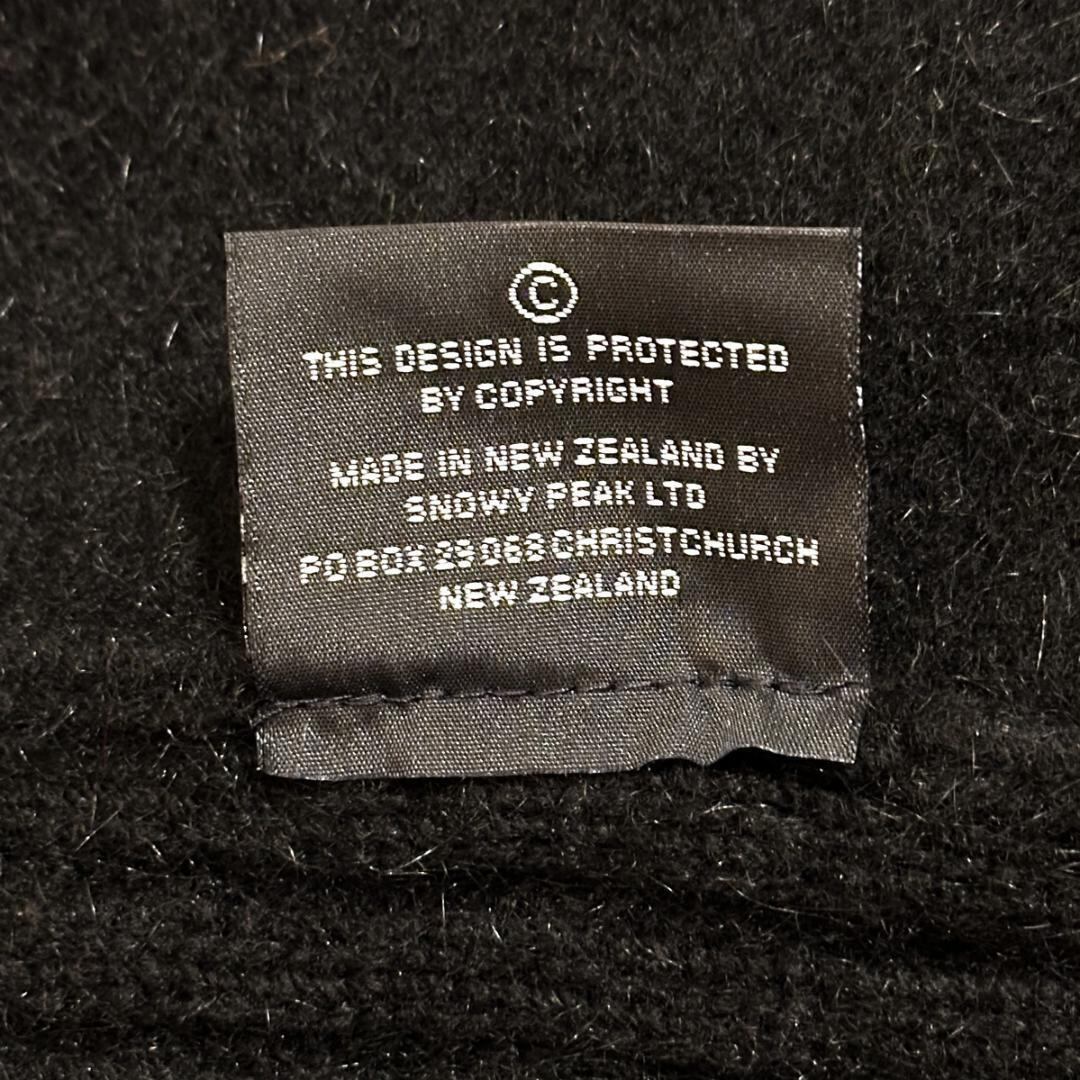 ©
THIS DESIGN IS PROTECTED
BY COPYRIGHT
MADE IN NEW ZEALAND BY
SNOWY PEAK LTD
PO BOX 29 068 CHRISTCHURCH
NEW ZEALAND